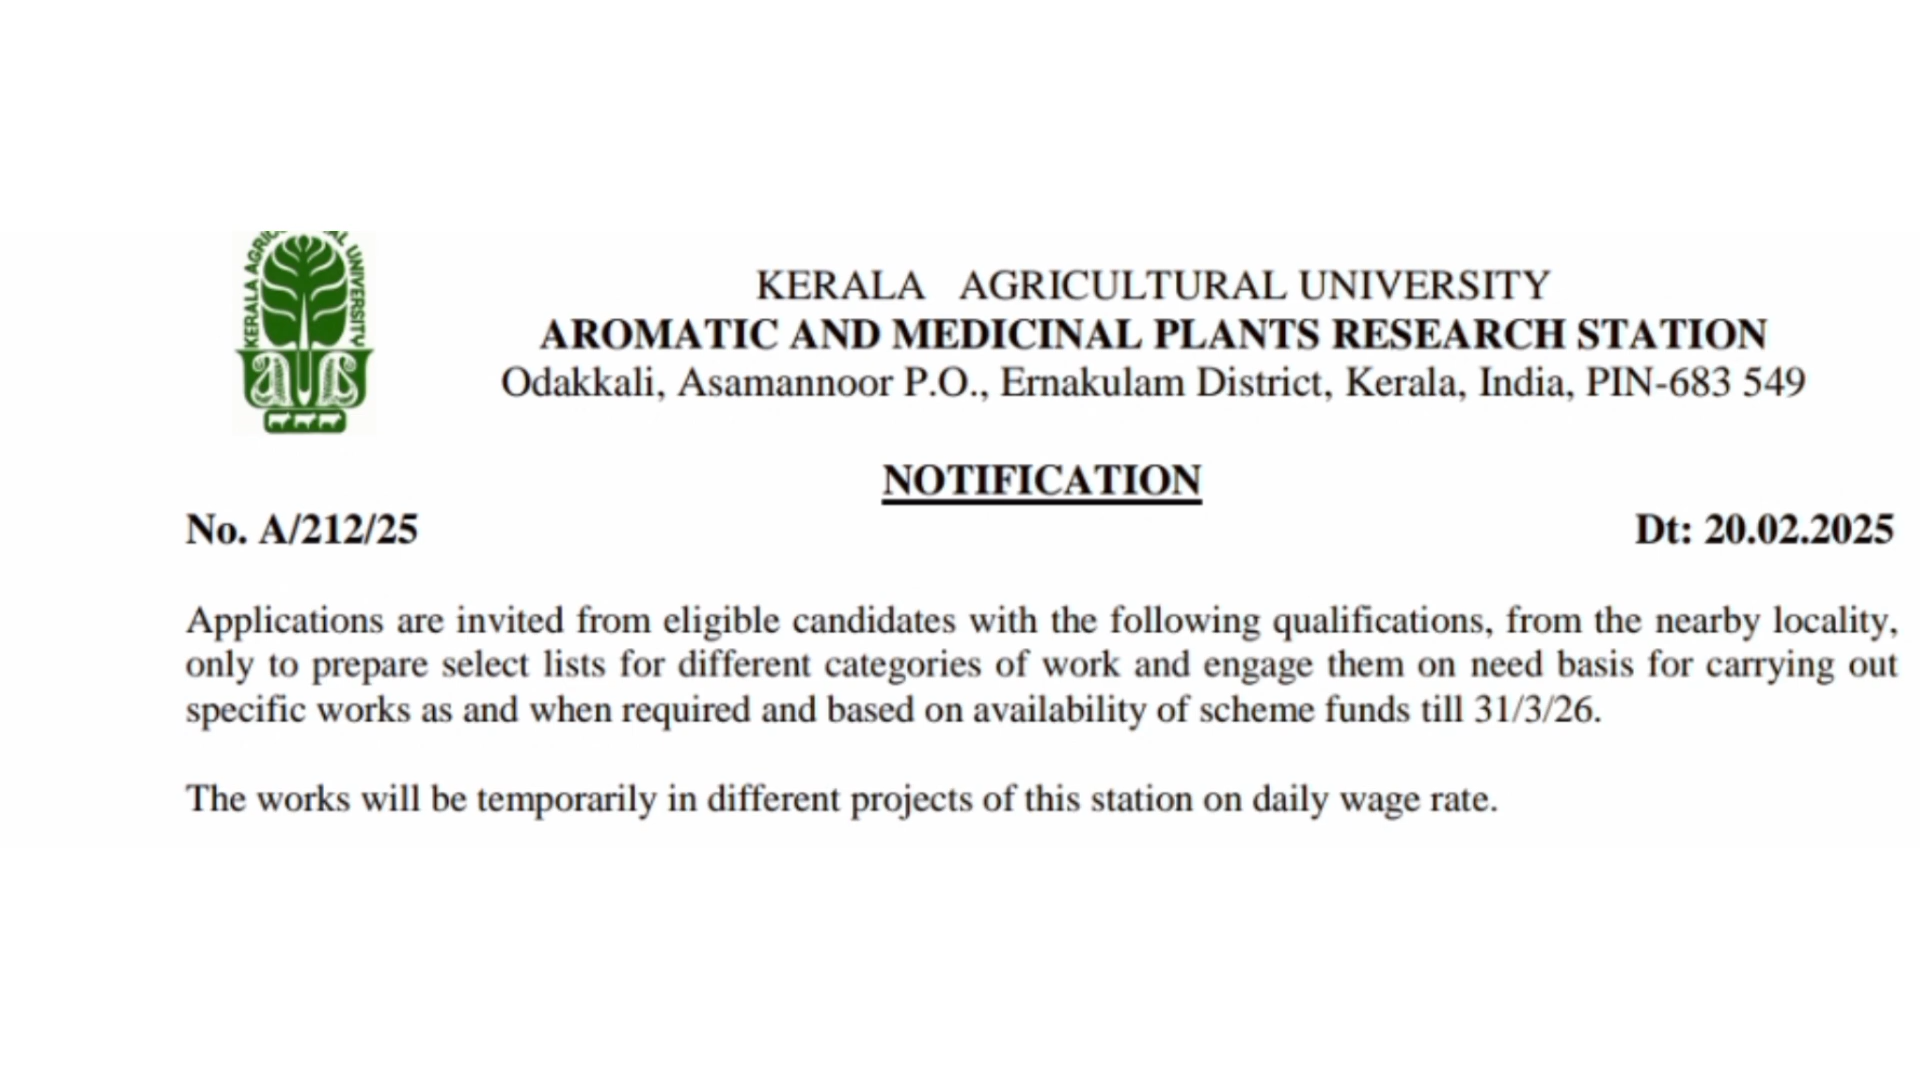 KERALA AGRICULTURAL UNIVERSITY
KERALA AGRICULTURAL UNIVERSITY
AROMATIC AND MEDICINAL PLANTS RESEARCH STATION
Odakkali, Asamannoor P.O., Ernakulam District, Kerala, India, PIN-683 549
NOTIFICATION
No. A/212/25 Dt: 20.02.2025
Applications are invited from eligible candidates with the following qualifications, from the nearby locality,
only to prepare select lists for different categories of work and engage them on need basis for carrying out
specific works as and when required and based on availability of scheme funds till 31/3/26.
The works will be temporarily in different projects of this station on daily wage rate.